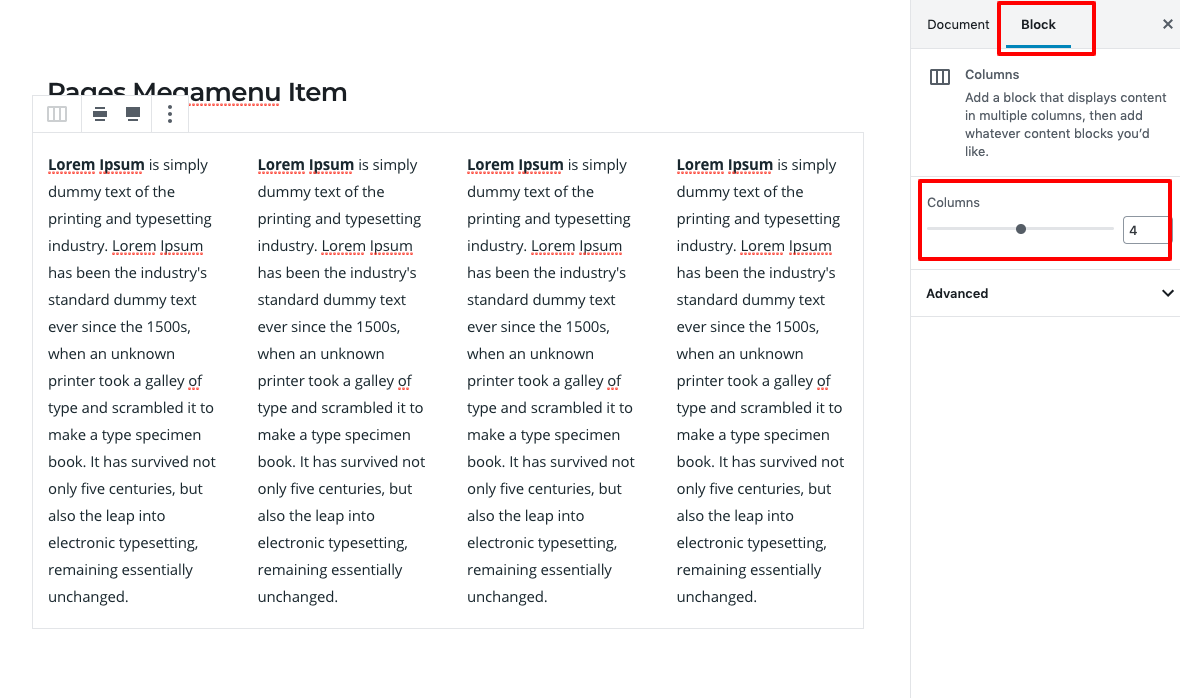 Document
Block
Pages Megamenu Item
Columns
Add a block that displays content
in multiple columns, then add
whatever content blocks you’d
like.
Columns
4
Advanced
Lorem Ipsum is simply
dummy text of the
printing and typesetting
industry. Lorem Ipsum
has been the industry's
standard dummy text
ever since the 1500s,
when an unknown
printer took a galley of
type and scrambled it to
make a type specimen
book. It has survived not
only five centuries, but
also the leap into
electronic typesetting,
remaining essentially
unchanged.
Lorem Ipsum is simply
dummy text of the
printing and typesetting
industry. Lorem Ipsum
has been the industry's
standard dummy text
ever since the 1500s,
when an unknown
printer took a galley of
type and scrambled it to
make a type specimen
book. It has survived not
only five centuries, but
also the leap into
electronic typesetting,
remaining essentially
unchanged.
Lorem Ipsum is simply
dummy text of the
printing and typesetting
industry. Lorem Ipsum
has been the industry's
standard dummy text
ever since the 1500s,
when an unknown
printer took a galley of
type and scrambled it to
make a type specimen
book. It has survived not
only five centuries, but
also the leap into
electronic typesetting,
remaining essentially
unchanged.
Lorem Ipsum is simply
dummy text of the
printing and typesetting
industry. Lorem Ipsum
has been the industry's
standard dummy text
ever since the 1500s,
when an unknown
printer took a galley of
type and scrambled it to
make a type specimen
book. It has survived not
only five centuries, but
also the leap into
electronic typesetting,
remaining essentially
unchanged.